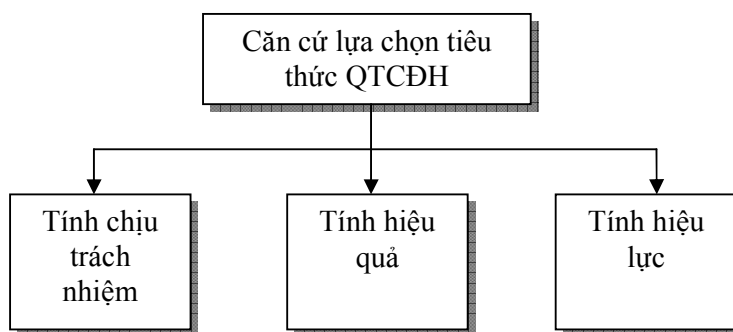 Căn cứ lựa chọn tiêu
thức QTCĐH
Tính chịu
trách
nhiệm
Tính hiệu
quả
Tính hiệu
lực